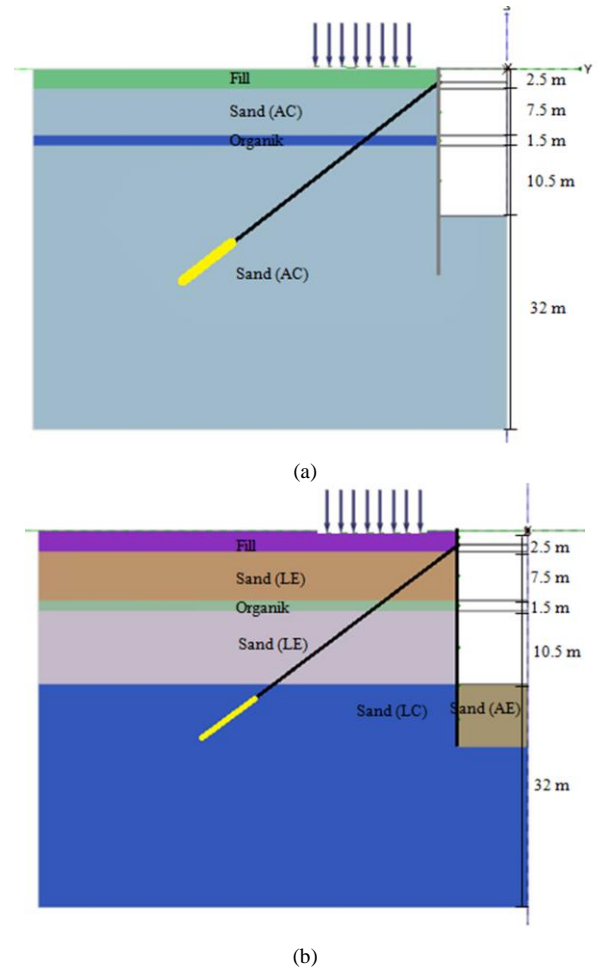 Y
Fill
2.5 m
Sand (AC)
7.5 m
Organik
1.5 m
10.5 m
Sand (AC)
32 m
(a)
Fill
2.5 m
Sand (LE)
7.5 m
Organik
1.5 m
Sand (LE)
10.5 m
Sand (LC)
Sand (AE)
32 m
(b)